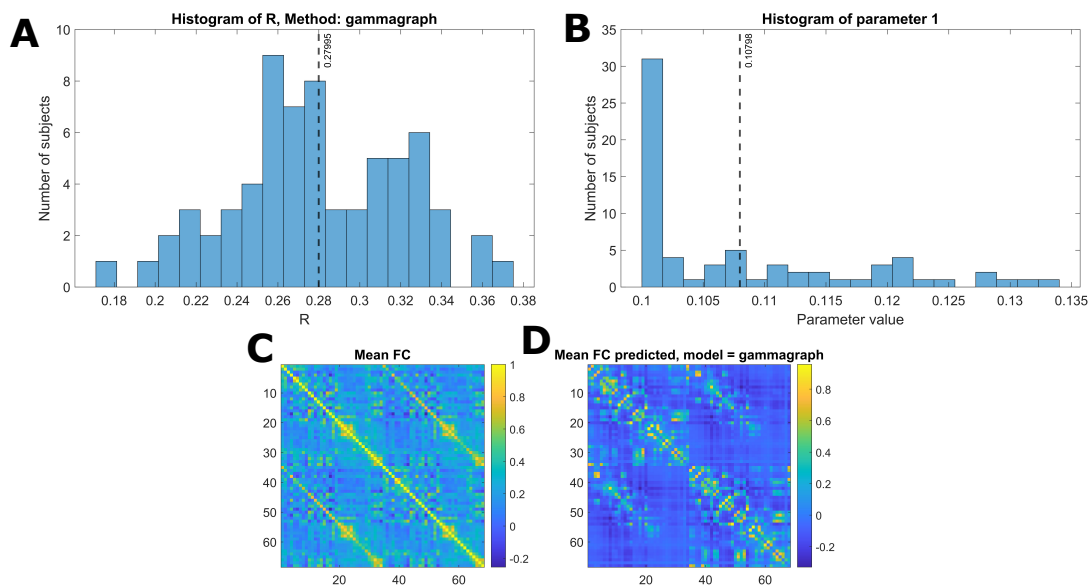 A
Histogram of R, Method: gammagraph
10
8
6
4
2
0
Number of subjects
0.27995
0.18 0.2 0.22 0.24 0.26 0.28 0.3 0.32 0.34 0.36 0.38
R
B
Histogram of parameter 1
35
30
25
20
15
10
5
0
Number of subjects
0.10798
0.1 0.105 0.11 0.115 0.12 0.125 0.13 0.135
Parameter value
C
Mean FC
10
20
30
40
50
60
20 40 60
1
0.8
0.6
0.4
0.2
0
-0.2
D
Mean FC predicted, model = gammagraph
10
20
30
40
50
60
20 40 60
0.8
0.6
0.4
0.2
0
-0.2